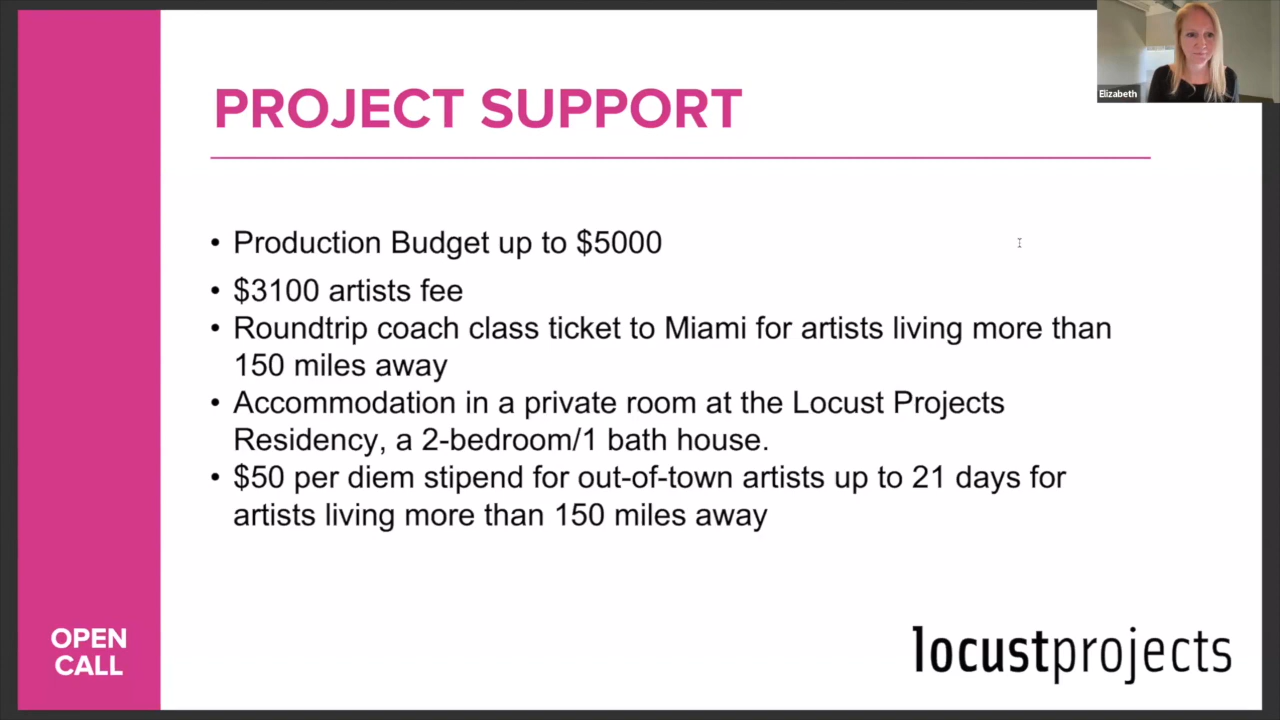 Elizabeth
PROJECT SUPPORT
• Production Budget up to $5000
• $3100 artists fee
• Roundtrip coach class ticket to Miami for artists living more than
150 miles away
• Accommodation in a private room at the Locust Projects
Residency, a 2-bedroom/1 bath house.
• $50 per diem stipend for out-of-town artists up to 21 days for
artists living more than 150 miles away
OPEN
CALL
locustprojects